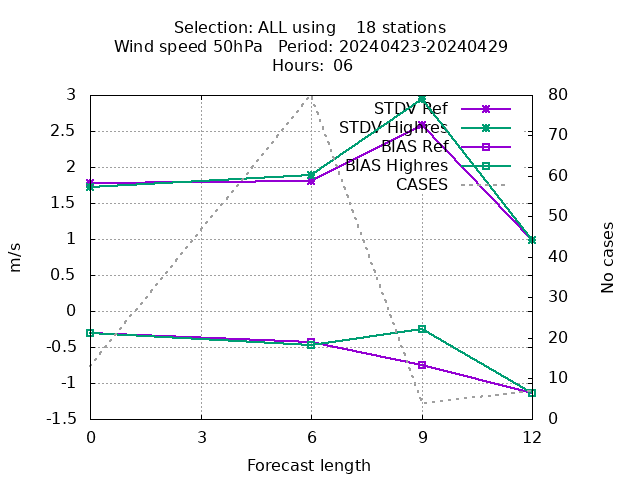 Selection: ALL using    18 stations
Wind speed 50hPa   Period: 20240423-20240429
Hours:  06
3
2.5
2
1.5
1
0.5
0
-0.5
-1
-1.5
80
70
60
50
40
30
20
10
0
STDV Ref
STDV Highres
BIAS Ref
BIAS Highres
CASES
m/s
No cases
0
3
6
9
12
Forecast length